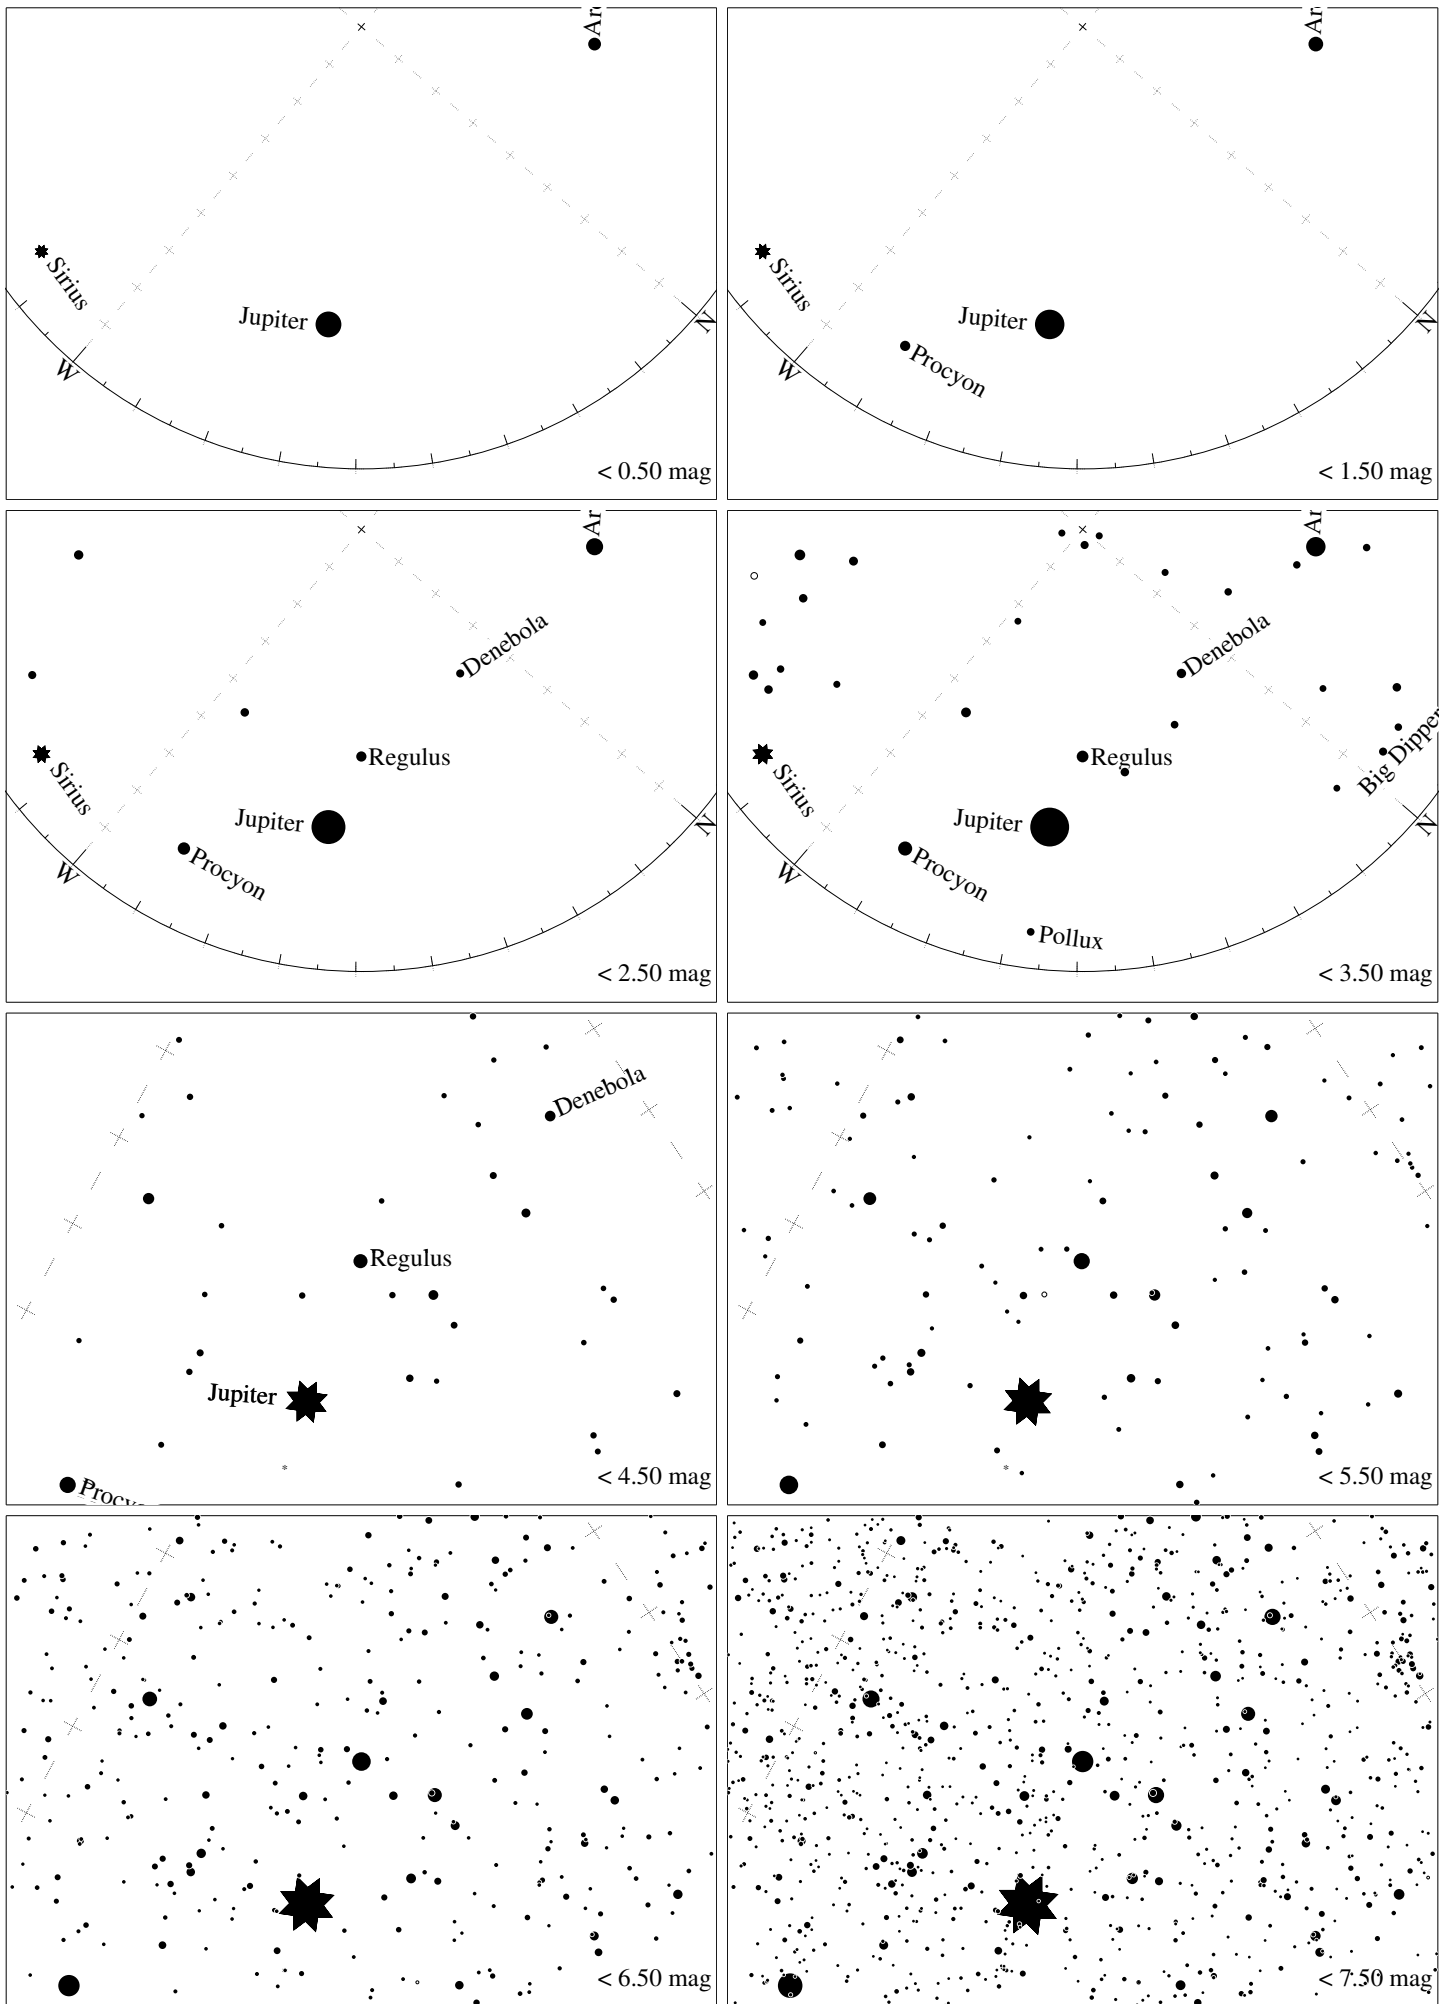 Ar
Sirius
Jupiter
W
N
< 0.50 mag
Ar
Sirius
Jupiter
Procyon
W
N
< 1.50 mag
Ar
Denebola
Sirius
Regulus
Jupiter
Procyon
W
N
< 2.50 mag
Ar
Denebola
Sirius
Regulus
Big Dipper
Jupiter
Procyon
W
N
Pollux
< 3.50 mag
Denebola
Regulus
Jupiter
Procy
< 4.50 mag
< 5.50 mag
< 6.50 mag
< 7.50 mag